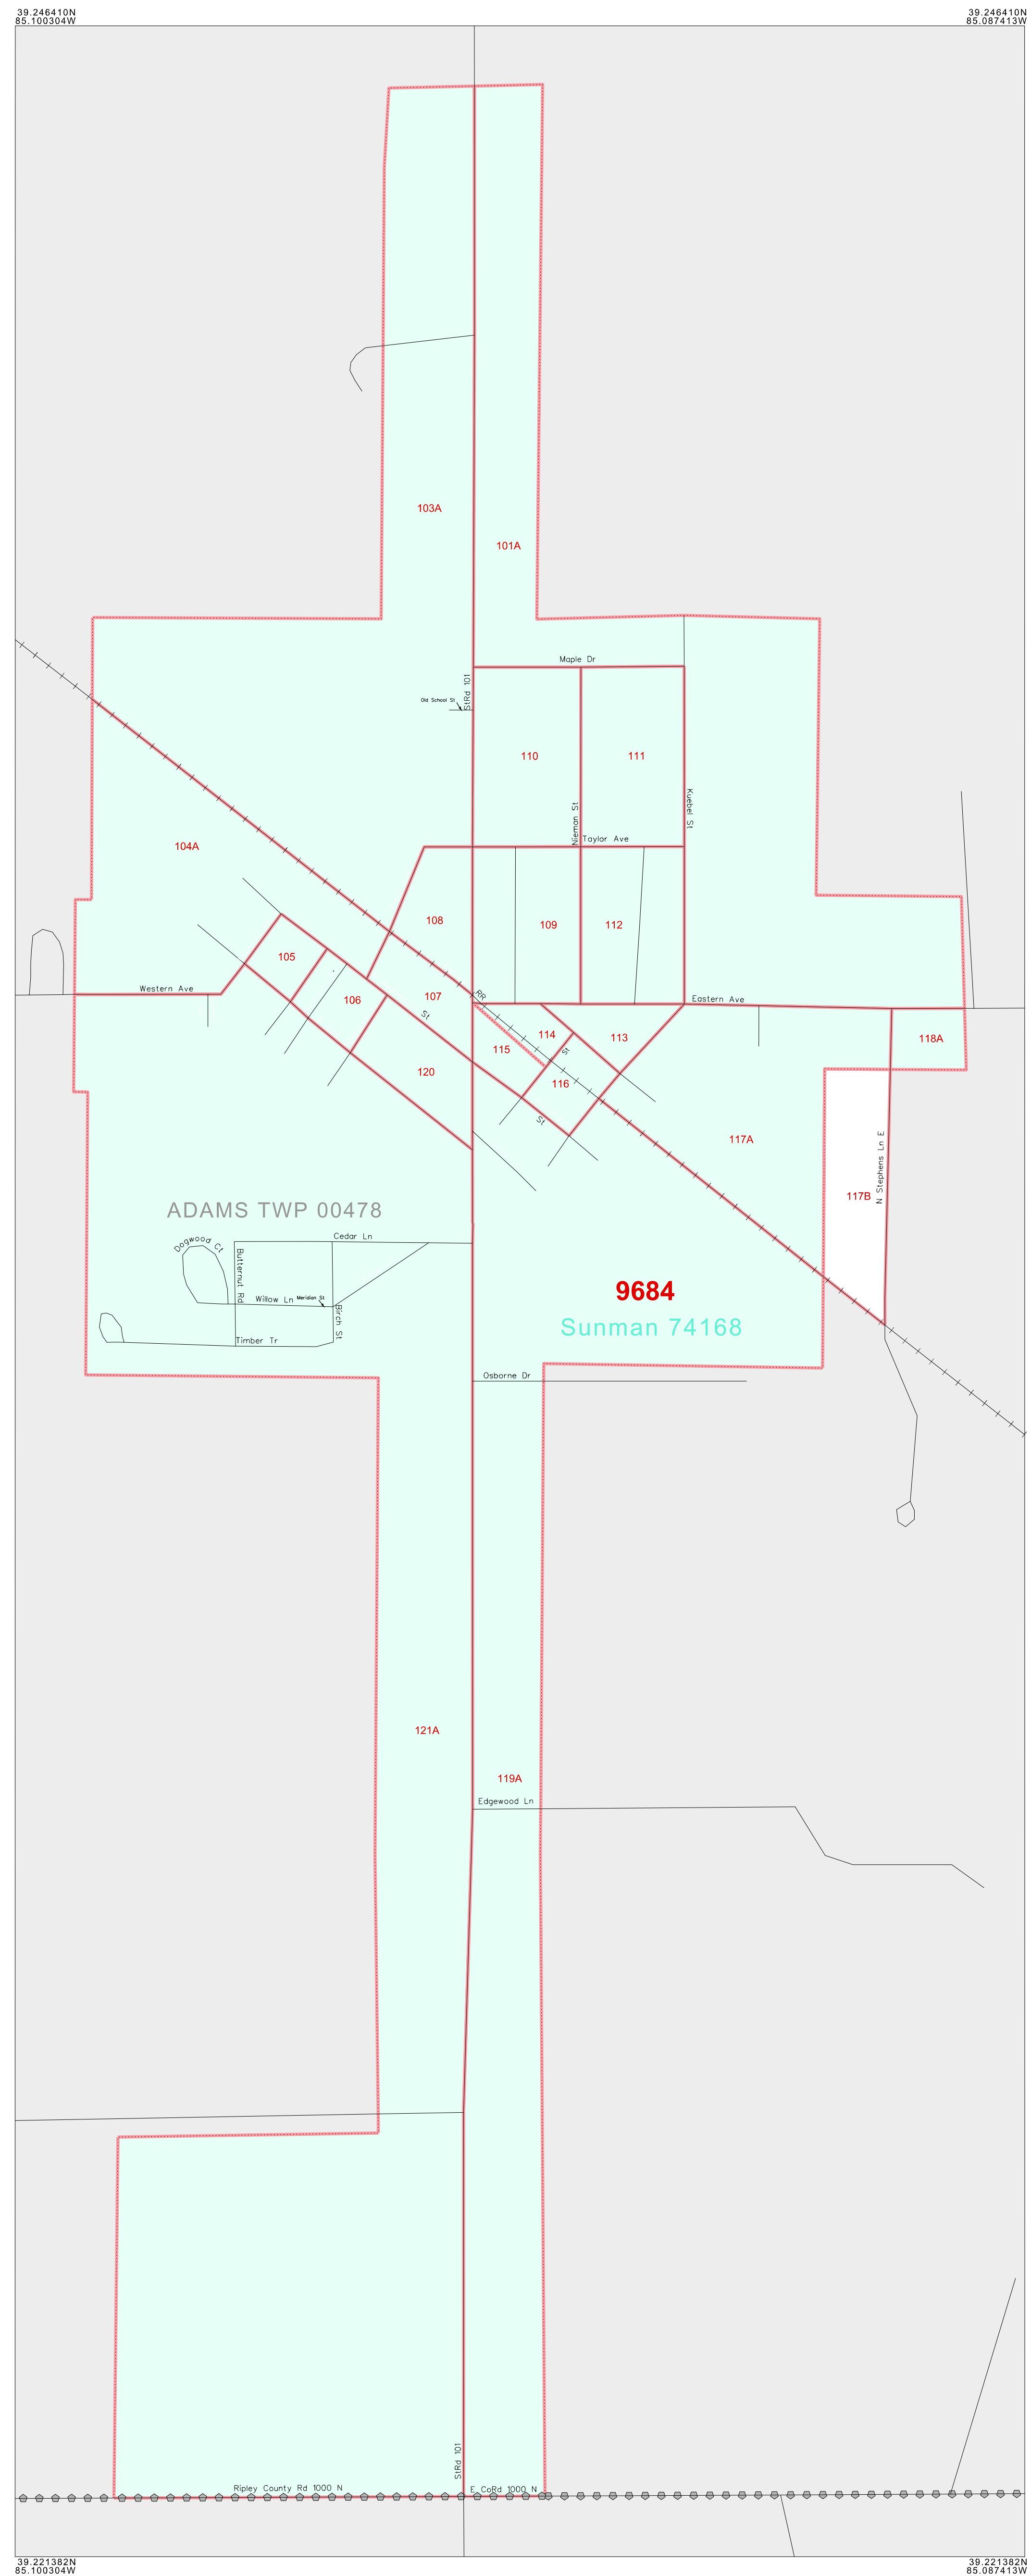 39.246410N
85.100304W
39.246410N
85.087413W
103A
101A
Maple Dr
StRd 101
Old School St
110
111
Nieman St
Kuebel St
Taylor Ave
104A
108
109
112
105
Western Ave
107
106
RR
Eastern Ave
St
114
113
118A
115
St
120
116
St
117A
N Stephens Ln E
117B
ADAMS TWP 00478
Cedar Ln
Dogwood Ct
Butternut Rd
Willow Ln
Meridian St
Birch St
Timber Tr
9684
Sunman 74168
Osborne Dr
121A
119A
Edgewood Ln
StRd 101
Ripley County Rd 1000 N
E CoRd 1000 N
39.221382N
85.100304W
39.221382N
85.087413W